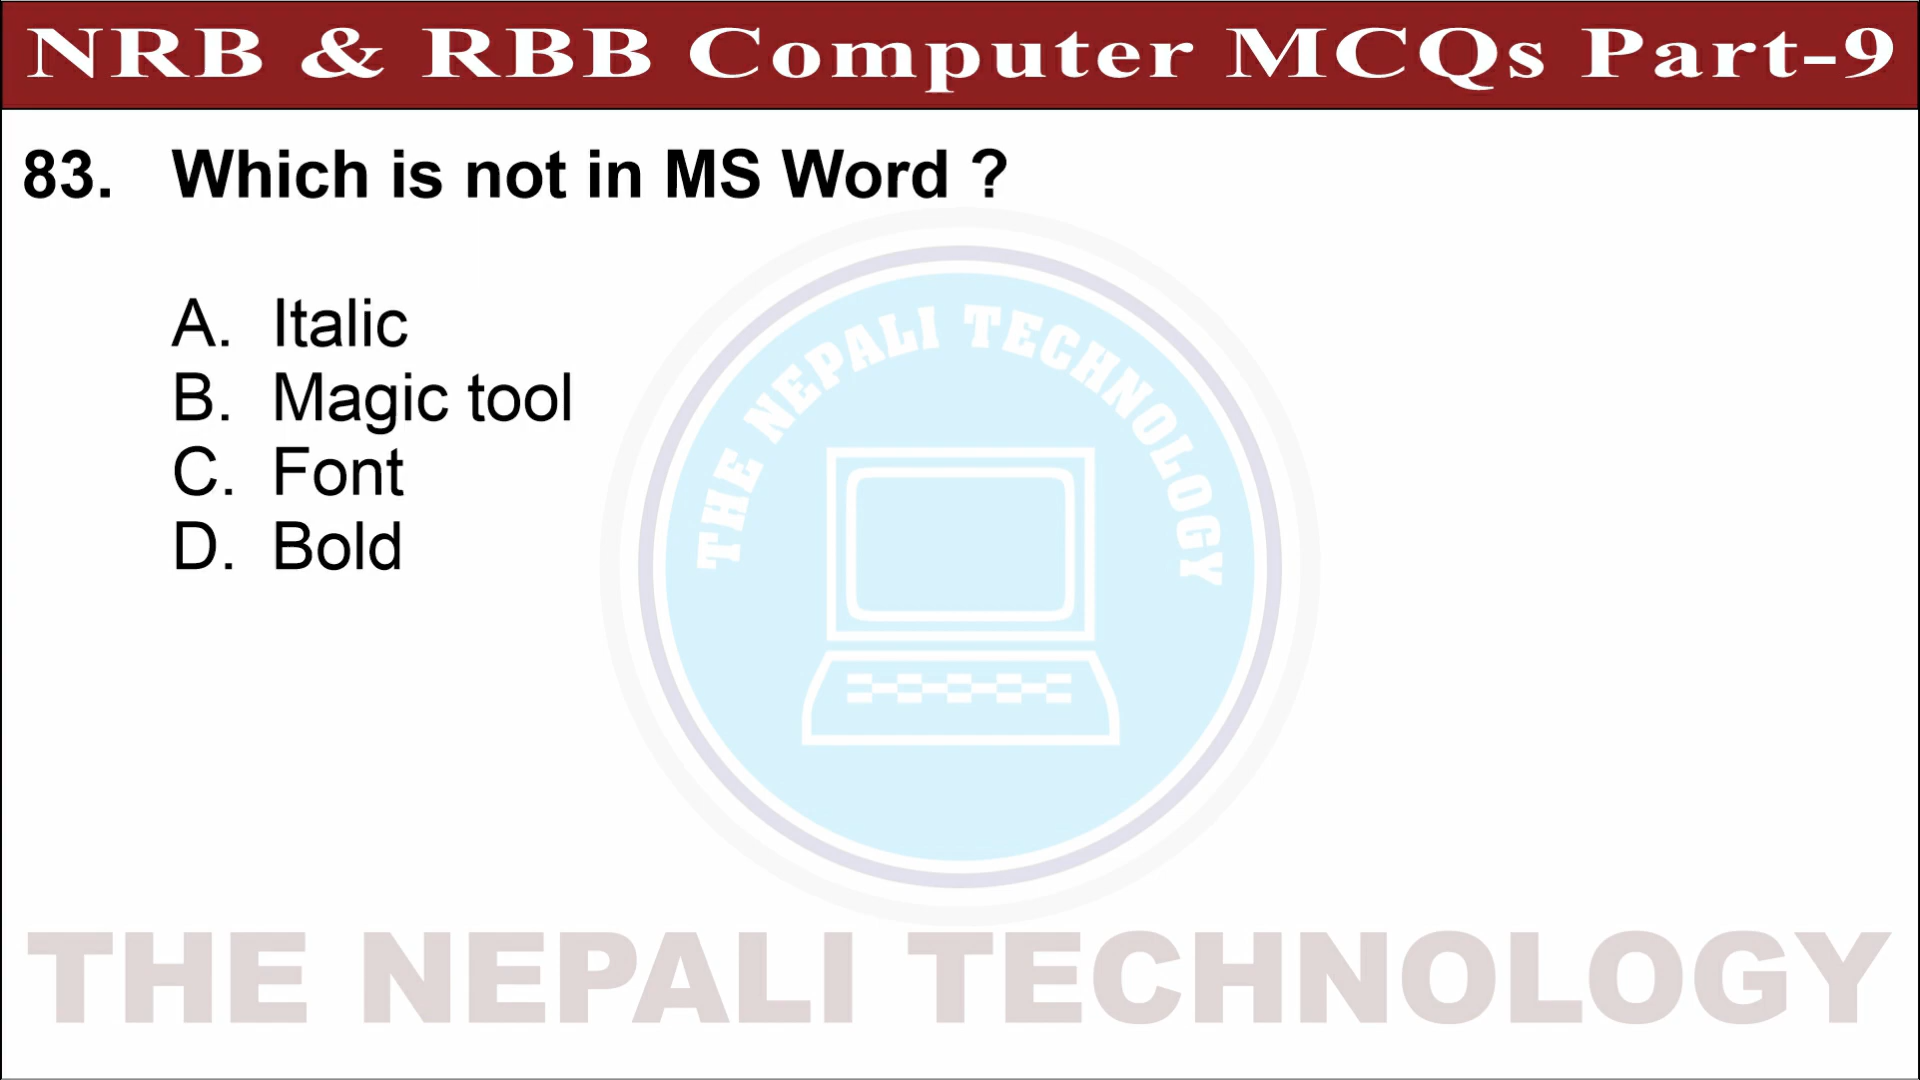 NRB & RBB Computer MCQs Part-9
83. Which is not in MS Word ?
A. Italic
B. Magic tool
C. Font
D. Bold
THE NEPALI TECHNOLOGY
THE NEPALI TECHNOLOGY